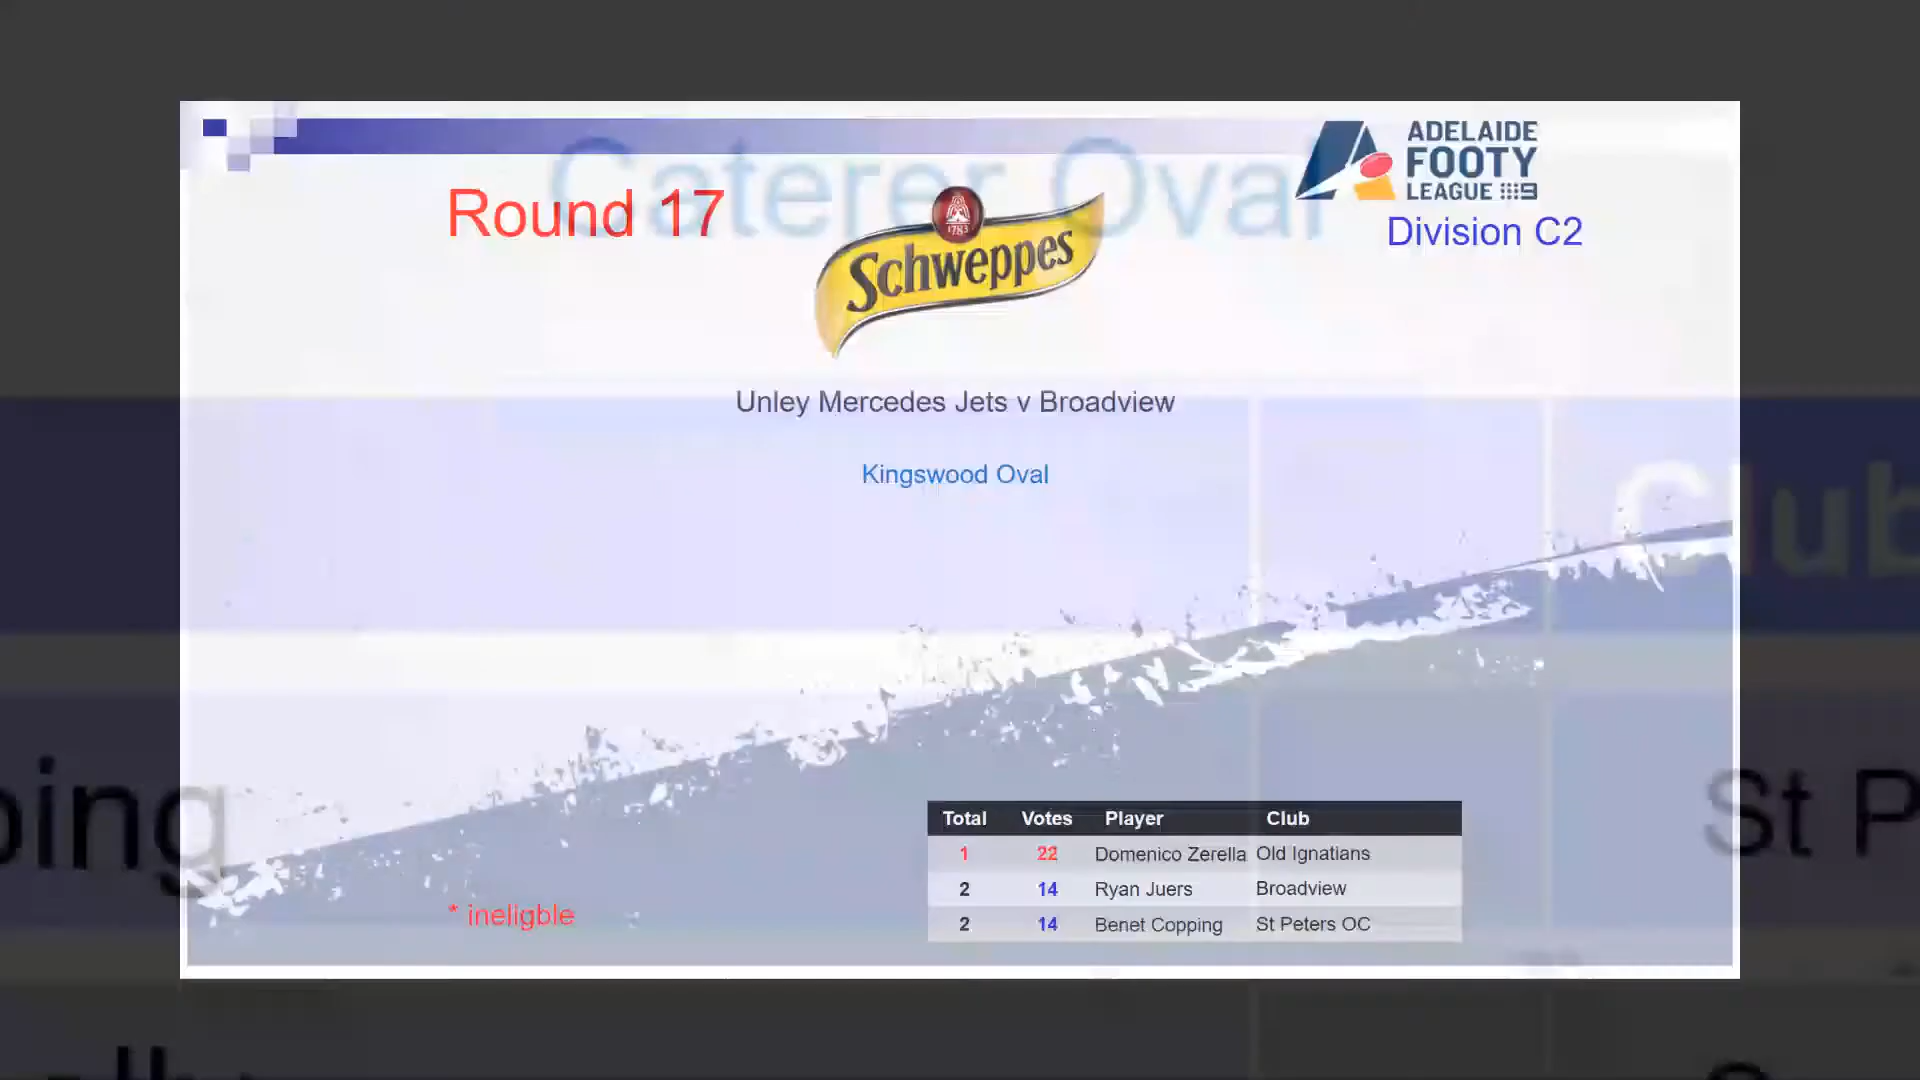 Caterer Oval
ADELAIDE
FOOTY
LEAGUE
Round 17
Division C2
1783
Schweppes
Unley Mercedes Jets v Broadview
Kingswood Oval
Club
ping
St P
Total Votes Player Club
1 22 Domenico Zerella Old Ignatians
2 14 Ryan Juers Broadview
2 14 Benet Copping St Peters OC
* ineligble